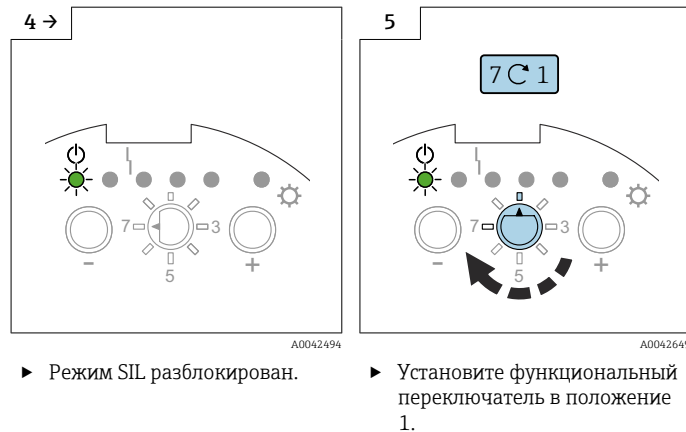 4 →
7
3
5
-
+
A0042494
▶ Режим SIL разблокирован.
5
7 ↻ 1
7
3
5
-
+
A0042649
▶ Установите функциональный
переключатель в положение
1.